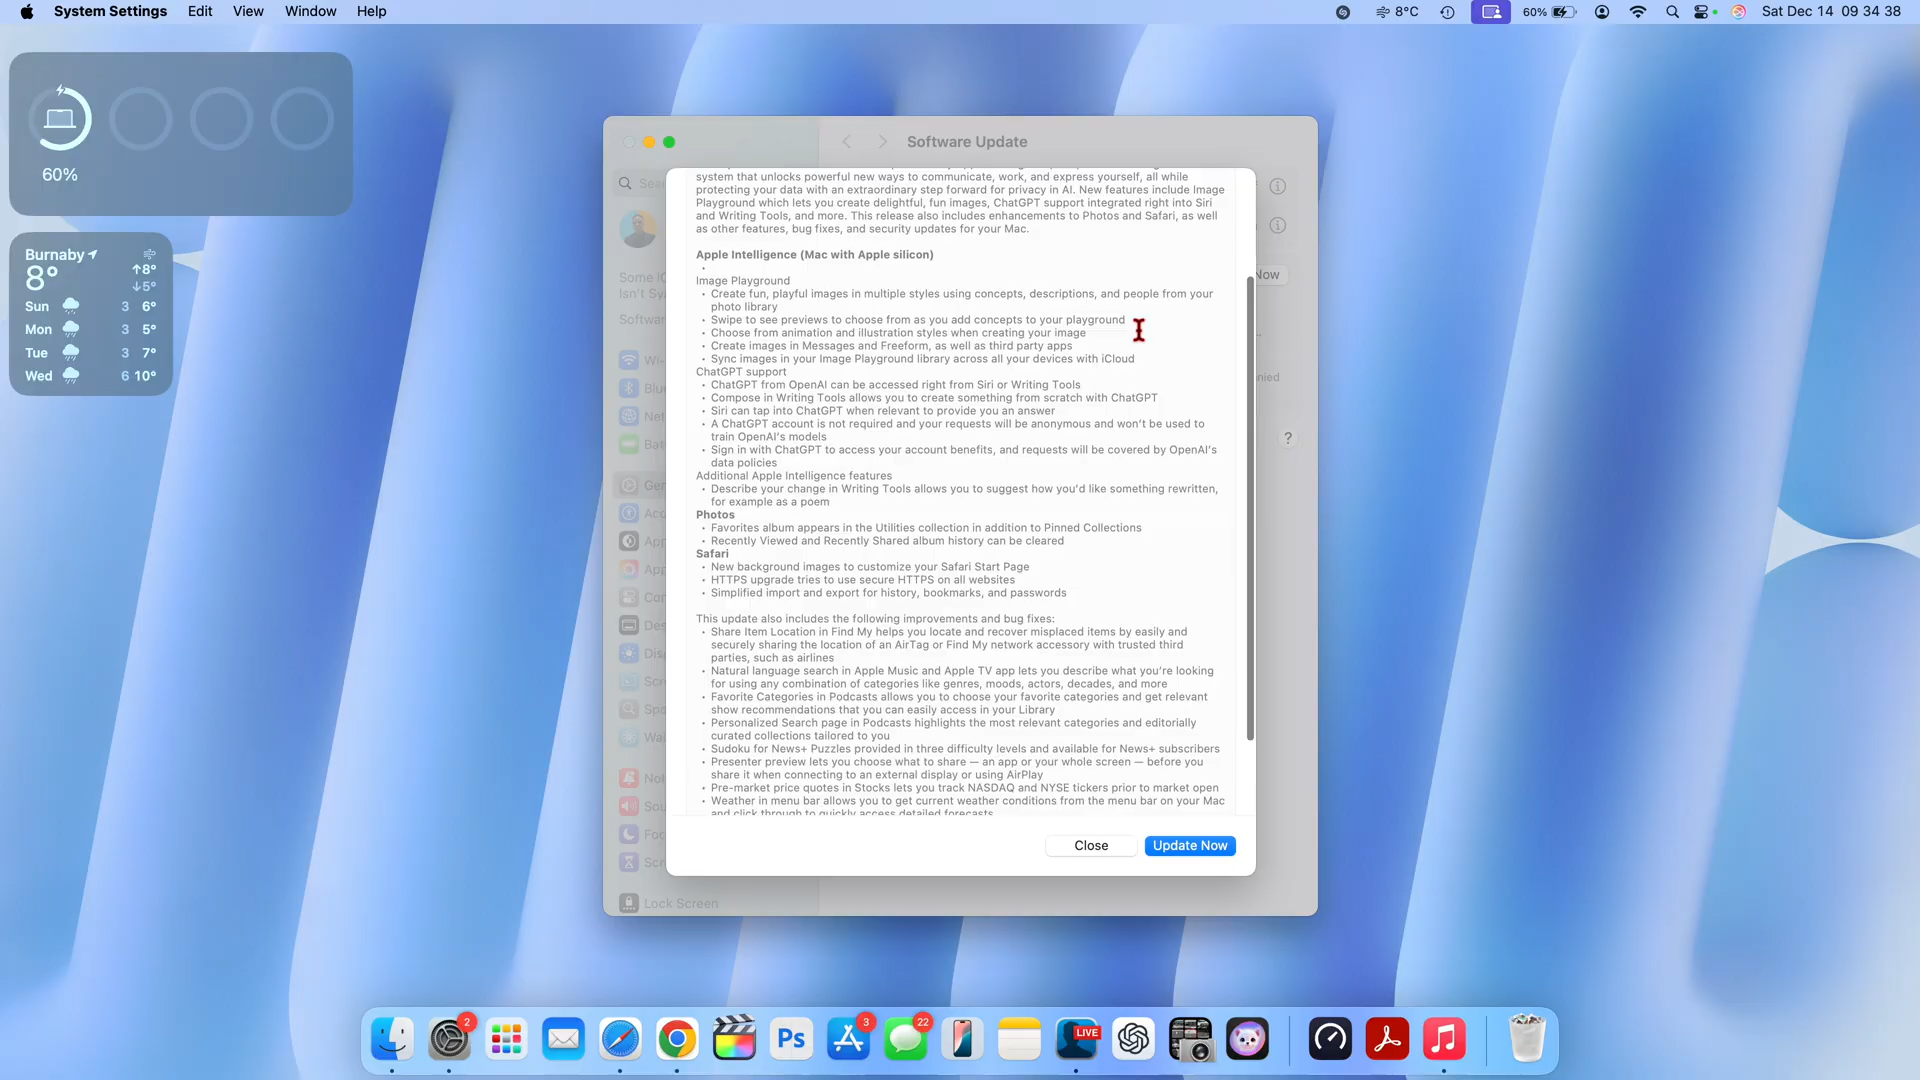 System Settings Edit View Window Help
8°C 60% Sat Dec 14 09 34 38
60%
Burnaby
8° ↑8° ↓5°
Sun 3 6°
Mon 3 5°
Tue 3 7°
Wed 6 10°
Software Update
system that unlocks powerful new ways to communicate, work, and express yourself, all while
protecting your data with an extraordinary step forward for privacy in AI. New features include Image
Playground which lets you create delightful, fun images, ChatGPT support integrated right into Siri
and Writing Tools, and more. This release also includes enhancements to Photos and Safari, as well
as other features, bug fixes, and security updates for your Mac.
Apple Intelligence (Mac with Apple silicon)
•
Image Playground
• Create fun, playful images in multiple styles using concepts, descriptions, and people from your
photo library
• Swipe to see previews to choose from as you add concepts to your playground
• Choose from animation and illustration styles when creating your image
• Create images in Messages and Freeform, as well as third party apps
• Sync images in your Image Playground library across all your devices with iCloud
ChatGPT support
• ChatGPT from OpenAI can be accessed right from Siri or Writing Tools
• Compose in Writing Tools allows you to create something from scratch with ChatGPT
• Siri can tap into ChatGPT when relevant to provide you an answer
• A ChatGPT account is not required and your requests will be anonymous and won't be used to
train OpenAI's models
• Sign in with ChatGPT to access your account benefits, and requests will be covered by OpenAI's
data policies
Additional Apple Intelligence features
• Describe your change in Writing Tools allows you to suggest how you'd like something rewritten,
for example as a poem
Photos
• Favorites album appears in the Utilities collection in addition to Pinned Collections
• Recently Viewed and Recently Shared album history can be cleared
Safari
• New background images to customize your Safari Start Page
• HTTPS upgrade tries to use secure HTTPS on all websites
• Simplified import and export for history, bookmarks, and passwords
This update also includes the following improvements and bug fixes:
• Share Item Location in Find My helps you locate and recover misplaced items by easily and
securely sharing the location of an AirTag or Find My network accessory with trusted third
parties, such as airlines
• Natural language search in Apple Music and Apple TV app lets you describe what you're looking
for using any combination of categories like genres, moods, actors, decades, and more
• Favorite Categories in Podcasts allows you to choose your favorite categories and get relevant
show recommendations that you can easily access in your Library
• Personalized Search page in Podcasts highlights the most relevant categories and editorially
curated collections tailored to you
• Sudoku for News+ Puzzles provided in three difficulty levels and available for News+ subscribers
• Presenter preview lets you choose what to share — an app or your whole screen — before you
share it when connecting to an external display or using AirPlay
• Pre-market price quotes in Stocks lets you track NASDAQ and NYSE tickers prior to market open
• Weather in menu bar allows you to get current weather conditions from the menu bar on your Mac
and click through to quickly access detailed forecasts
Close Update Now
Now
?
Lock Screen
2
Ps
3
22
LIVE